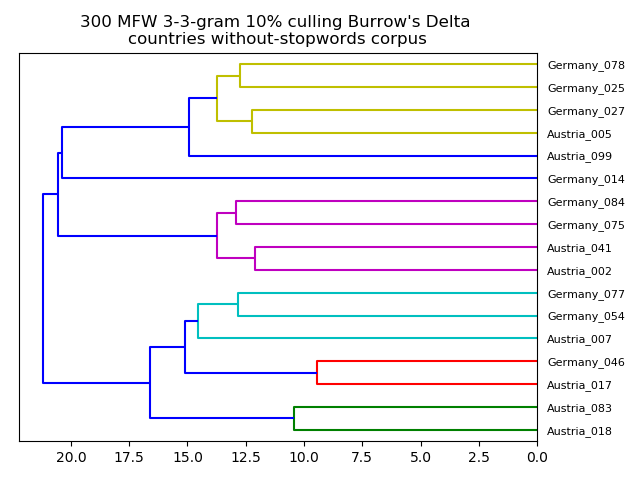 300 MFW 3-3-gram 10% culling Burrow's Delta
countries without-stopwords corpus
Germany_078
Germany_025
Germany_027
Austria_005
Austria_099
Germany_014
Germany_084
Germany_075
Austria_041
Austria_002
Germany_077
Germany_054
Austria_007
Germany_046
Austria_017
Austria_083
Austria_018
20.0 17.5 15.0 12.5 10.0 7.5 5.0 2.5 0.0